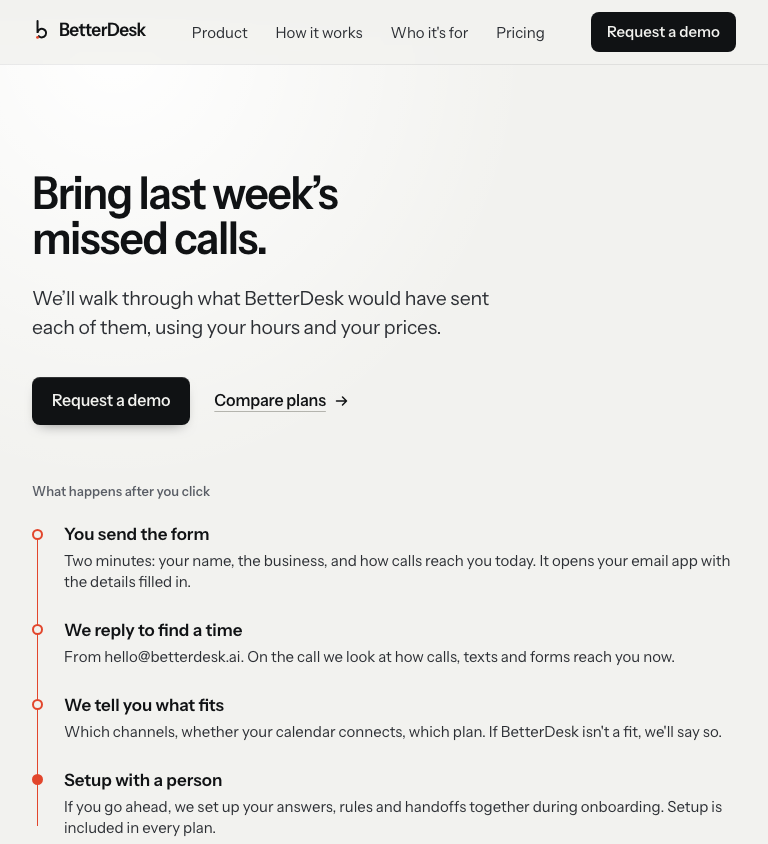 BetterDesk
Product
How it works
Who it's for
Pricing
Request a demo
Bring last week’s
missed calls.
We’ll walk through what BetterDesk would have sent
each of them, using your hours and your prices.
Request a demo
Compare plans →
What happens after you click
You send the form
Two minutes: your name, the business, and how calls reach you today. It opens your email app with
the details filled in.
We reply to find a time
From hello@betterdesk.ai. On the call we look at how calls, texts and forms reach you now.
We tell you what fits
Which channels, whether your calendar connects, which plan. If BetterDesk isn't a fit, we'll say so.
Setup with a person
If you go ahead, we set up your answers, rules and handoffs together during onboarding. Setup is
included in every plan.